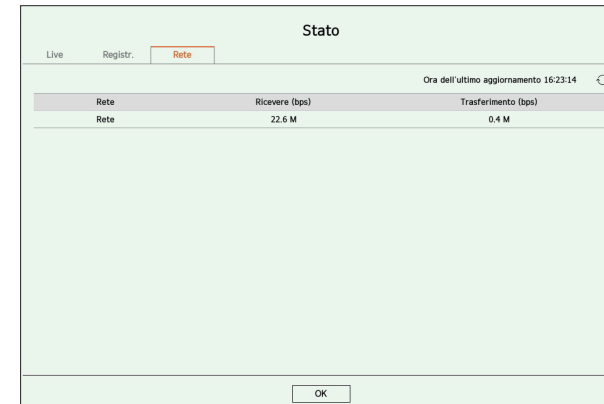 Stato
Live Registr. Rete
Ora dell'ultimo aggiornamento 16:23:14
Rete Ricevere (bps) Trasferimento (bps)
Rete 22.6 M 0.4 M
OK